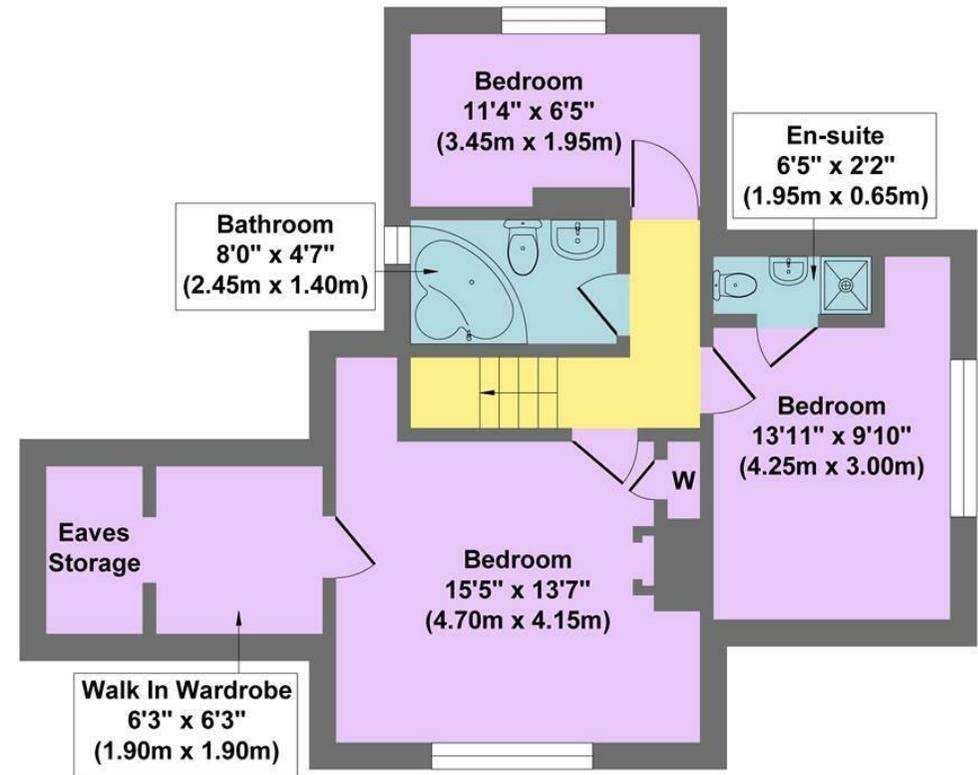 Bedroom
11'4" x 6'5"
(3.45m x 1.95m)
En-suite
6'5" x 2'2"
(1.95m x 0.65m)
Bathroom
8'0" x 4'7"
(2.45m x 1.40m)
Bedroom
13'11" x 9'10"
(4.25m x 3.00m)
W
Eaves
Storage
Bedroom
15'5" x 13'7"
(4.70m x 4.15m)
Walk In Wardrobe
6'3" x 6'3"
(1.90m x 1.90m)